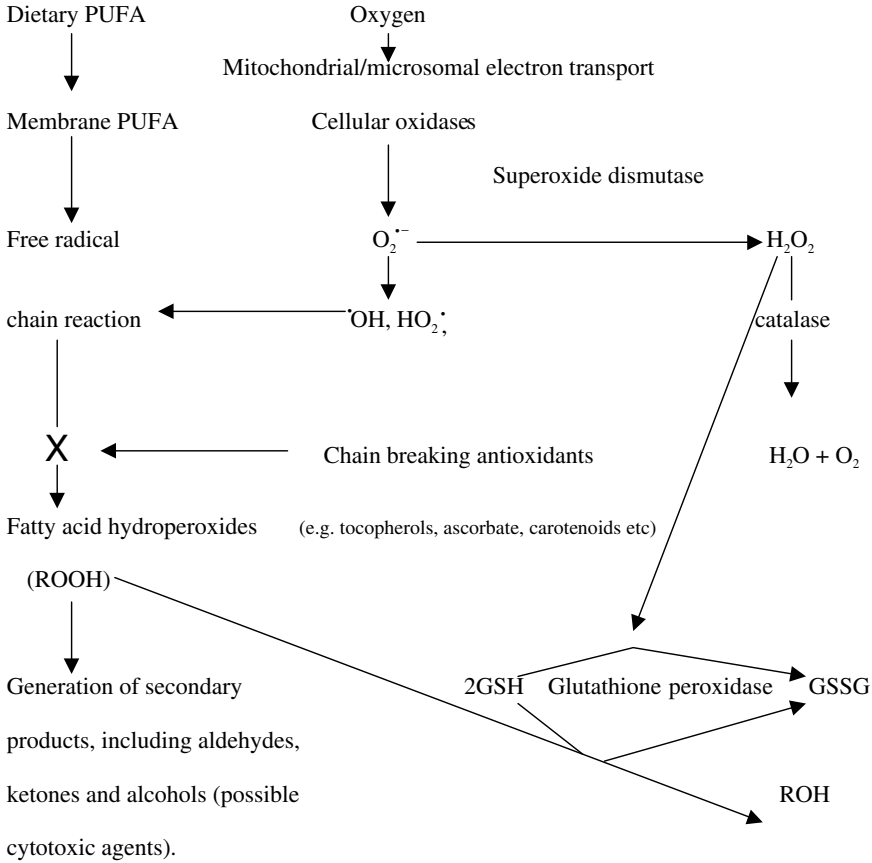 Dietary PUFA
Oxygen
Mitochondrial/microsomal electron transport
Membrane PUFA
Cellular oxidases
Superoxide dismutase
Free radical
O₂•−
H₂O₂
chain reaction
•OH, HO₂•,
catalase
X
Chain breaking antioxidants
H₂O + O₂
Fatty acid hydroperoxides
(e.g. tocopherols, ascorbate, carotenoids etc)
(ROOH)
Generation of secondary
2GSH
Glutathione peroxidase
GSSG
products, including aldehydes,
ketones and alcohols (possible
ROH
cytotoxic agents).